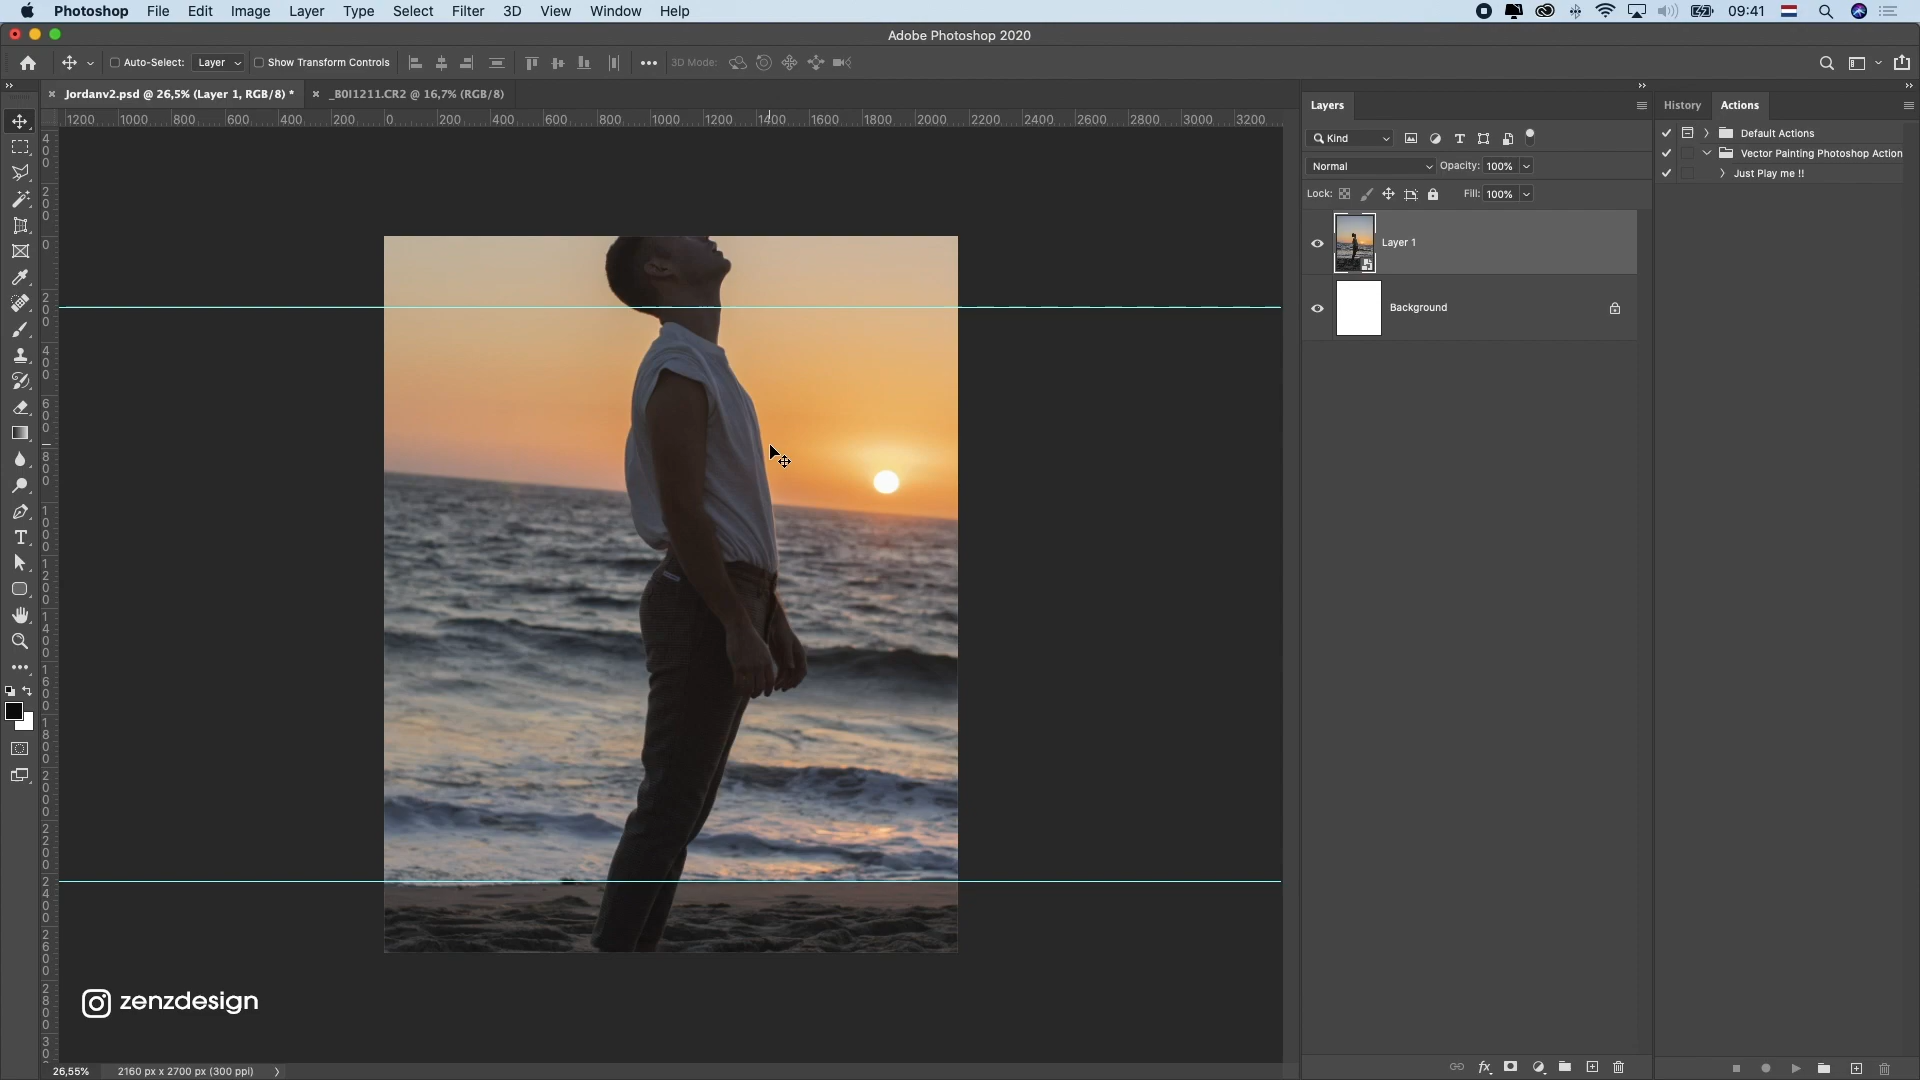 Photoshop File Edit Image Layer Type Select Filter 3D View Window Help 09:41
Adobe Photoshop 2020
Auto-Select: Layer Show Transform Controls 3D Mode:
Jordanv2.psd @ 26,5% (Layer 1, RGB/8) * _B0I1211.CR2 @ 16,7% (RGB/8)
Layers History Actions
1200 1000 800 600 400 200 0 200 400 600 800 1000 1200 1400 1600 1800 2000 2200 2400 2600 2800 3000 3200
Kind
Default Actions
Normal Opacity: 100%
Vector Painting Photoshop Action
Lock: Fill: 100%
Just Play me !!
Layer 1
Background
zenzdesign
26,55% 2160 px x 2700 px (300 ppi)